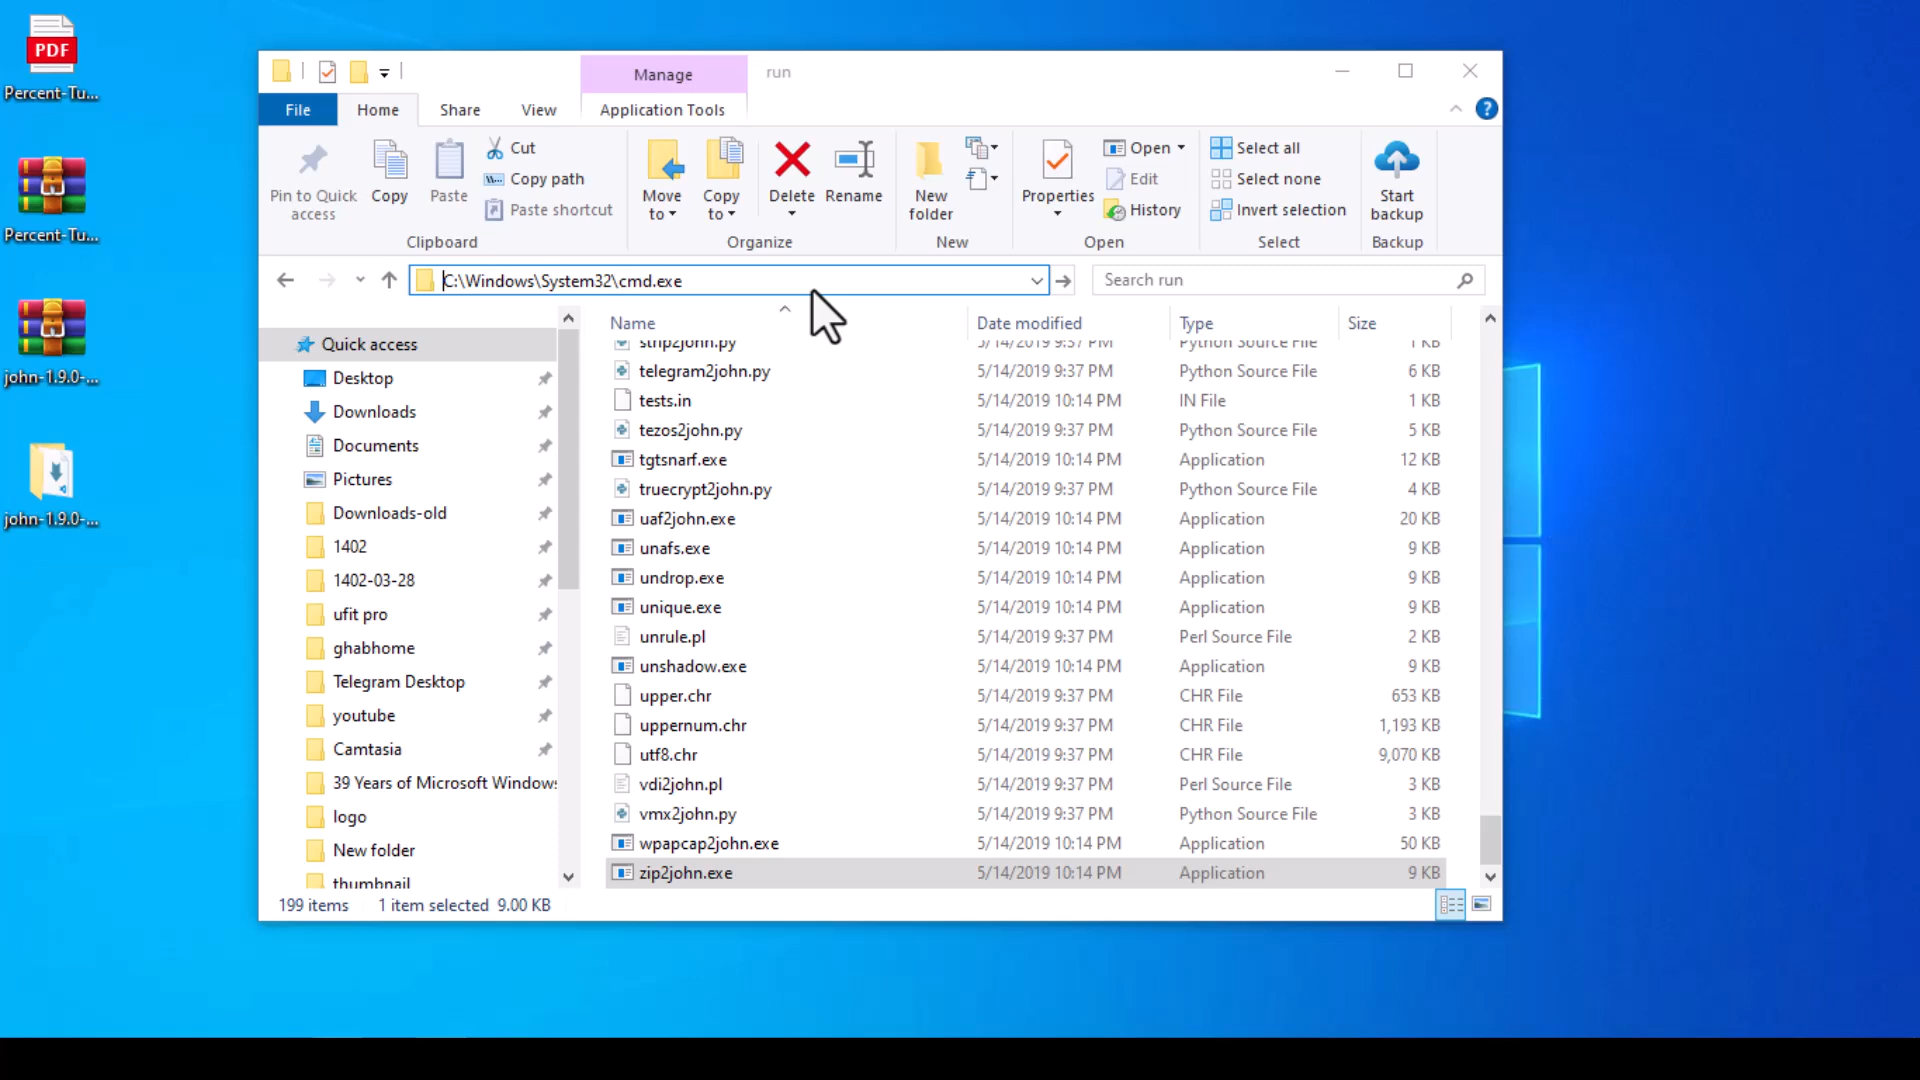 PDF
Percent-Tu...
Percent-Tu...
john-1.9.0-...
john-1.9.0-...
Manage
run
File
Home
Share
View
Application Tools
Pin to Quick access
Copy
Paste
Cut
Copy path
Paste shortcut
Clipboard
Move to
Copy to
Delete
Rename
Organize
New folder
New
Properties
Open
Edit
History
Open
Select all
Select none
Invert selection
Select
Start backup
Backup
C:\Windows\System32\cmd.exe
Search run
Quick access
Desktop
Downloads
Documents
Pictures
Downloads-old
1402
1402-03-28
ufit pro
ghabhome
Telegram Desktop
youtube
Camtasia
39 Years of Microsoft Windows
logo
New folder
thumbnail
Name Date modified Type Size
strip2john.py 5/14/2019 9:37 PM Python Source File 1 KB
telegram2john.py 5/14/2019 9:37 PM Python Source File 6 KB
tests.in 5/14/2019 10:14 PM IN File 1 KB
tezos2john.py 5/14/2019 9:37 PM Python Source File 5 KB
tgtsnarf.exe 5/14/2019 10:14 PM Application 12 KB
truecrypt2john.py 5/14/2019 9:37 PM Python Source File 4 KB
uaf2john.exe 5/14/2019 10:14 PM Application 20 KB
unafs.exe 5/14/2019 10:14 PM Application 9 KB
undrop.exe 5/14/2019 10:14 PM Application 9 KB
unique.exe 5/14/2019 10:14 PM Application 9 KB
unrule.pl 5/14/2019 9:37 PM Perl Source File 2 KB
unshadow.exe 5/14/2019 10:14 PM Application 9 KB
upper.chr 5/14/2019 9:37 PM CHR File 653 KB
uppernum.chr 5/14/2019 9:37 PM CHR File 1,193 KB
utf8.chr 5/14/2019 9:37 PM CHR File 9,070 KB
vdi2john.pl 5/14/2019 9:37 PM Perl Source File 3 KB
vmx2john.py 5/14/2019 9:37 PM Python Source File 3 KB
wpapcap2john.exe 5/14/2019 10:14 PM Application 50 KB
zip2john.exe 5/14/2019 10:14 PM Application 9 KB
199 items 1 item selected 9.00 KB